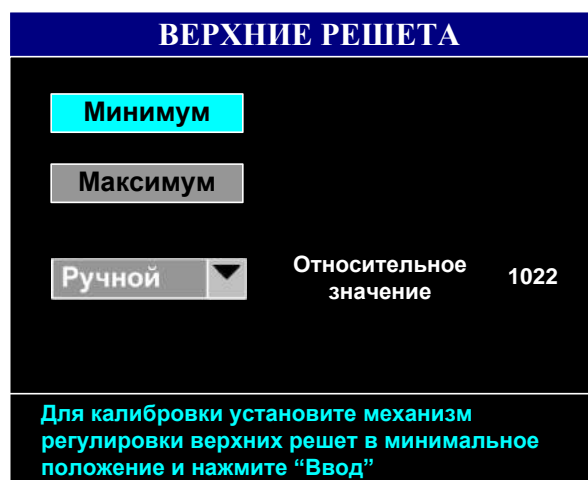 ВЕРХНИЕ РЕШЕТА
Минимум
Максимум
Ручной
Относительное
значение
1022
Для калибровки установите механизм
регулировки верхних решет в минимальное
положение и нажмите “Ввод”